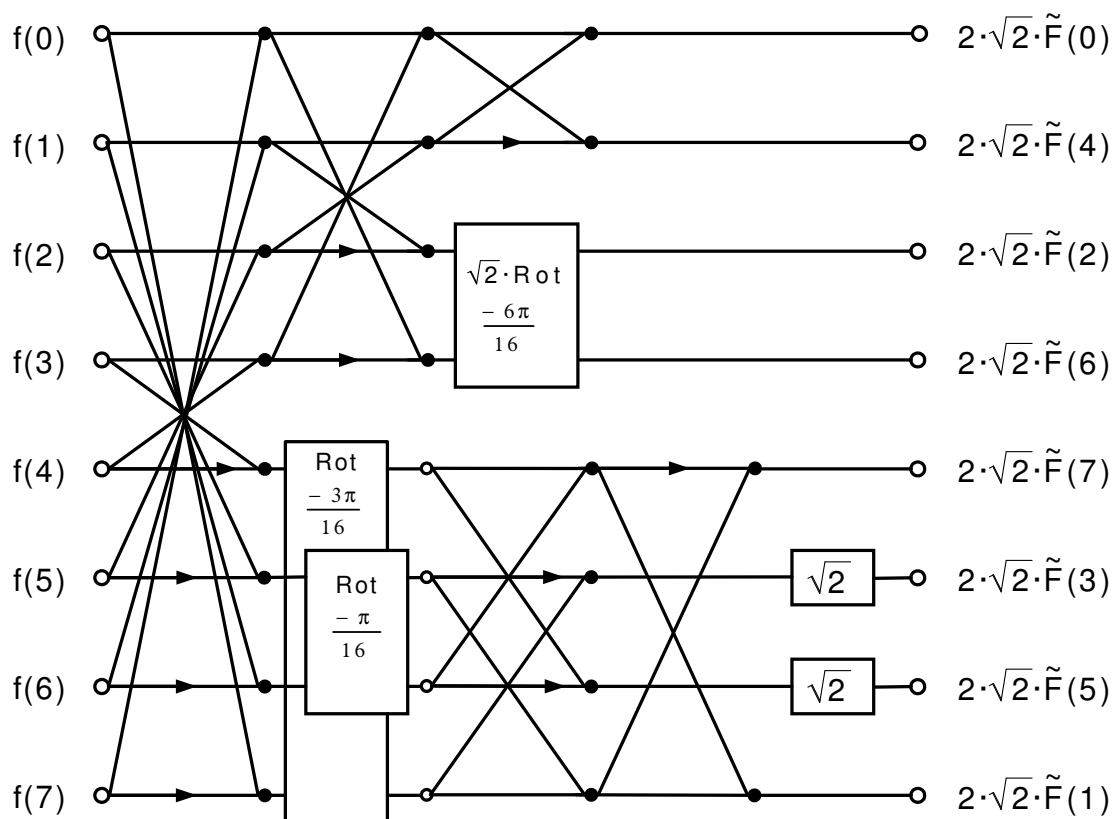 f(0) 2·√2·F̃(0)
f(1) 2·√2·F̃(4)
f(2) 2·√2·F̃(2)
√2·Rot
−6π
16
f(3) 2·√2·F̃(6)
f(4) 2·√2·F̃(7)
Rot
−3π
16
f(5) √2 2·√2·F̃(3)
Rot
−π
16
f(6) √2 2·√2·F̃(5)
f(7) 2·√2·F̃(1)